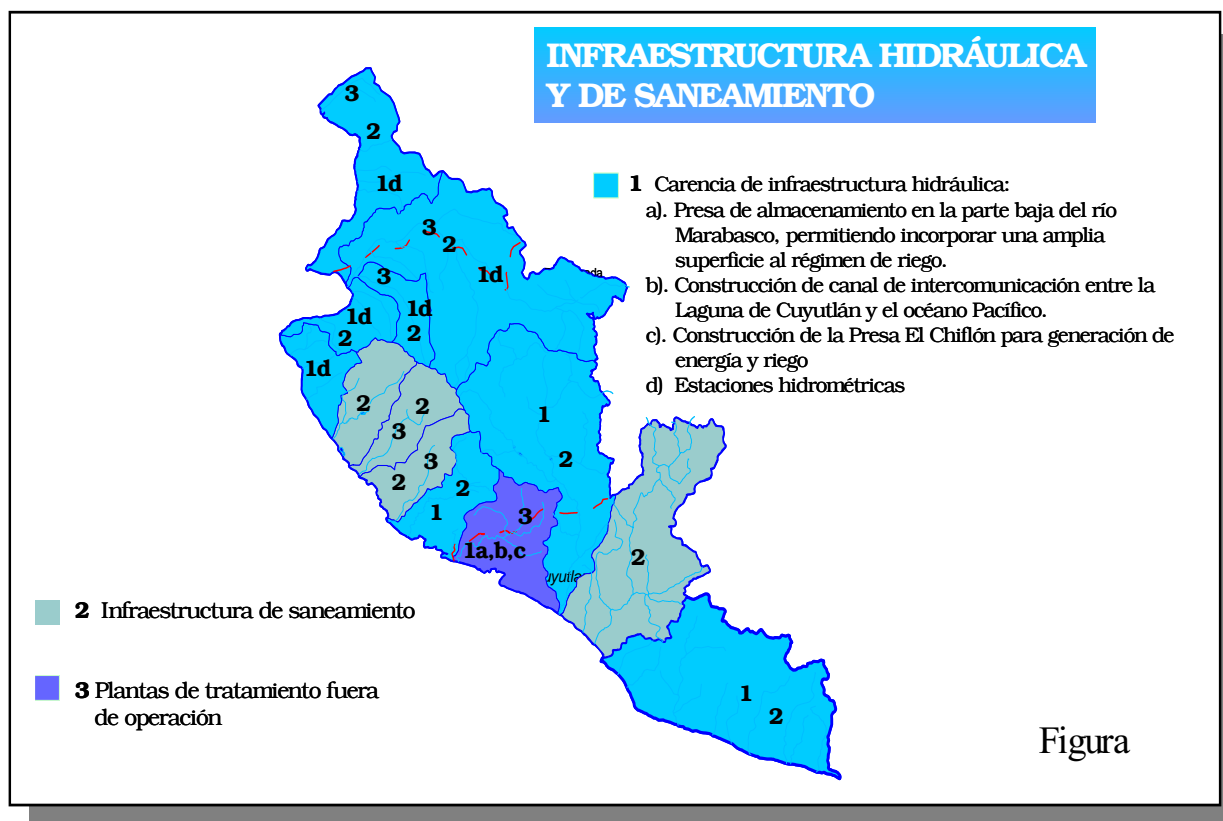 INFRAESTRUCTURA HIDRÁULICA
Y DE SANEAMIENTO
1 Carencia de infraestructura hidráulica:
a). Presa de almacenamiento en la parte baja del río
Marabasco, permitiendo incorporar una amplia
superficie al régimen de riego.
b). Construcción de canal de intercomunicación entre la
Laguna de Cuyutlán y el océano Pacífico.
c). Construcción de la Presa El Chiflón para generación de
energía y riego
d) Estaciones hidrométricas
3
2
1d
3
2
1d
3
1d
2
1d
2
1d
2
2
3
3
2
2
1
1
2
3
1a,b,c
2
1
2
2 Infraestructura de saneamiento
3 Plantas de tratamiento fuera
de operación
Figura